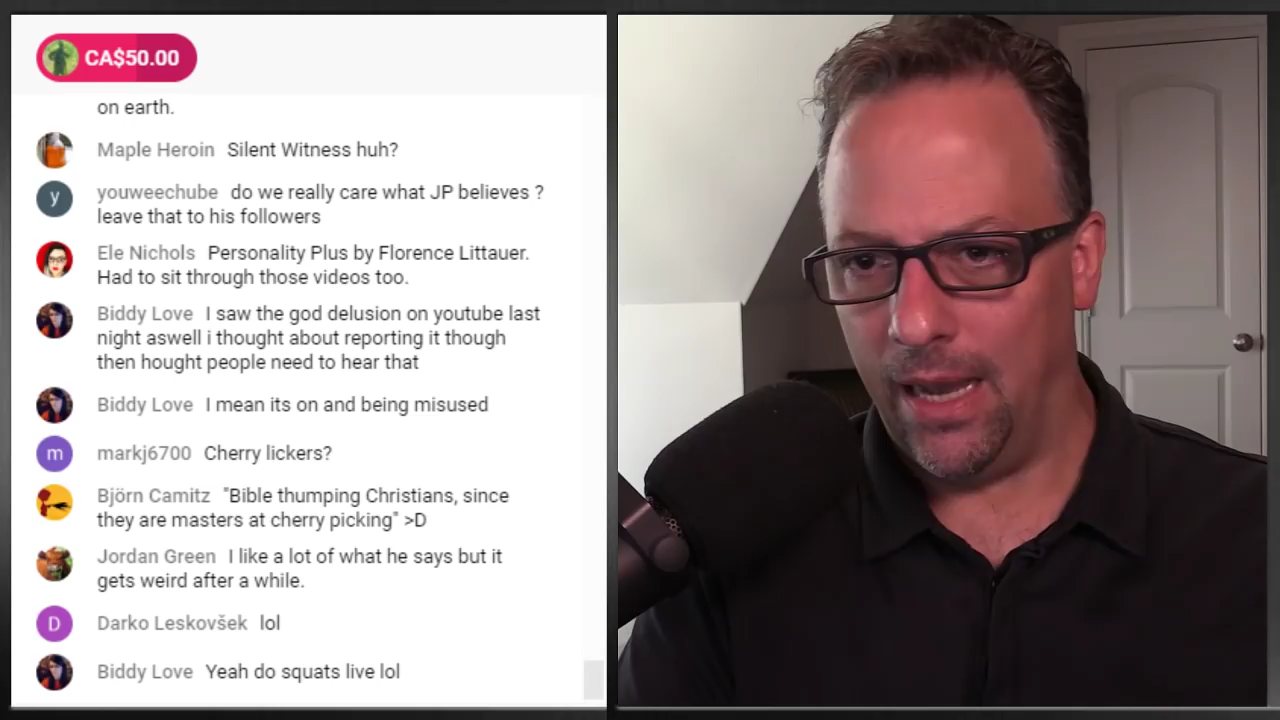 CA$50.00
on earth.
Maple Heroin Silent Witness huh?
youweechube do we really care what JP believes ?
leave that to his followers
Ele Nichols Personality Plus by Florence Littauer.
Had to sit through those videos too.
Biddy Love I saw the god delusion on youtube last
night aswell i thought about reporting it though
then hought people need to hear that
Biddy Love I mean its on and being misused
m markj6700 Cherry lickers?
Björn Camitz "Bible thumping Christians, since
they are masters at cherry picking" >D
Jordan Green I like a lot of what he says but it
gets weird after a while.
D Darko Leskovšek lol
Biddy Love Yeah do squats live lol